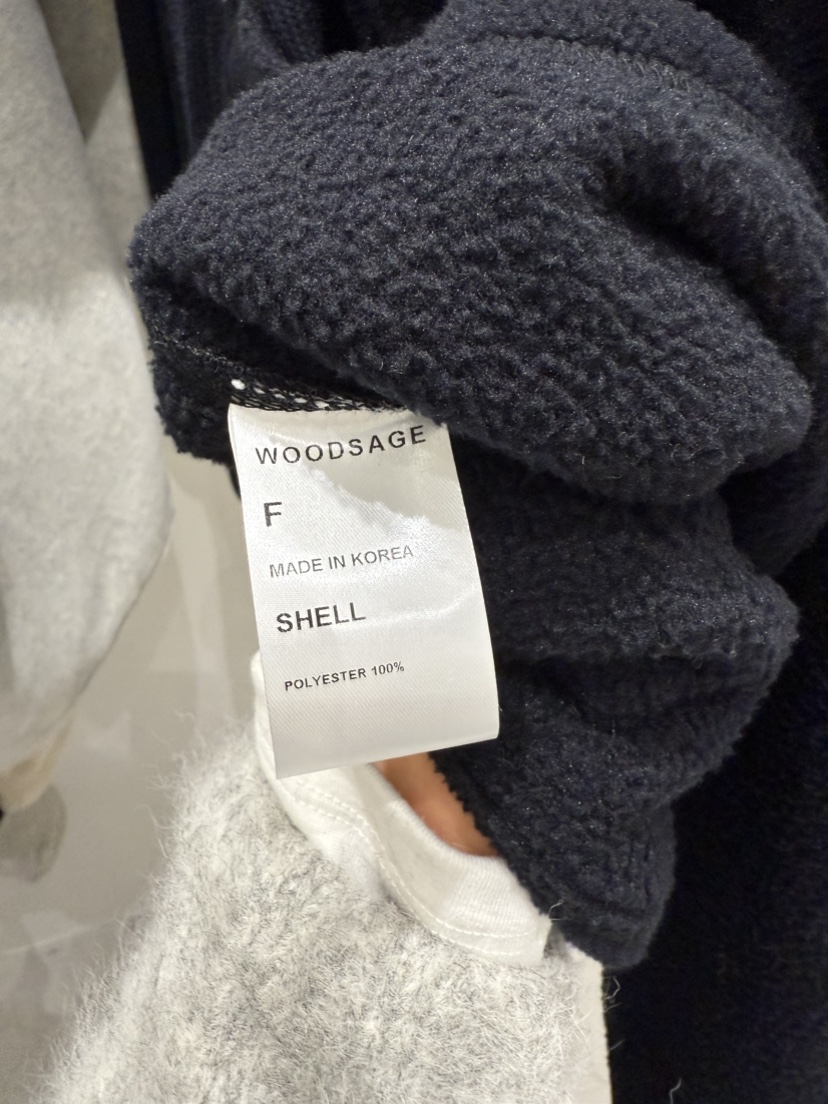 WOODSAGE
F
MADE IN KOREA
SHELL
POLYESTER 100%